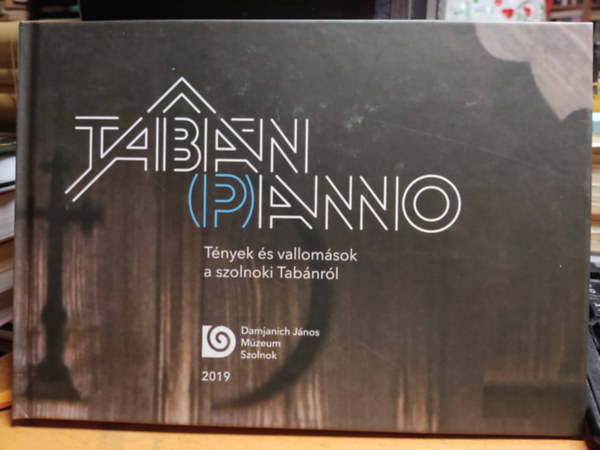 TABÁN
(P)ANNO
Tények és vallomások
a szolnoki Tabánról
Damjanich János
Múzeum
Szolnok
2019